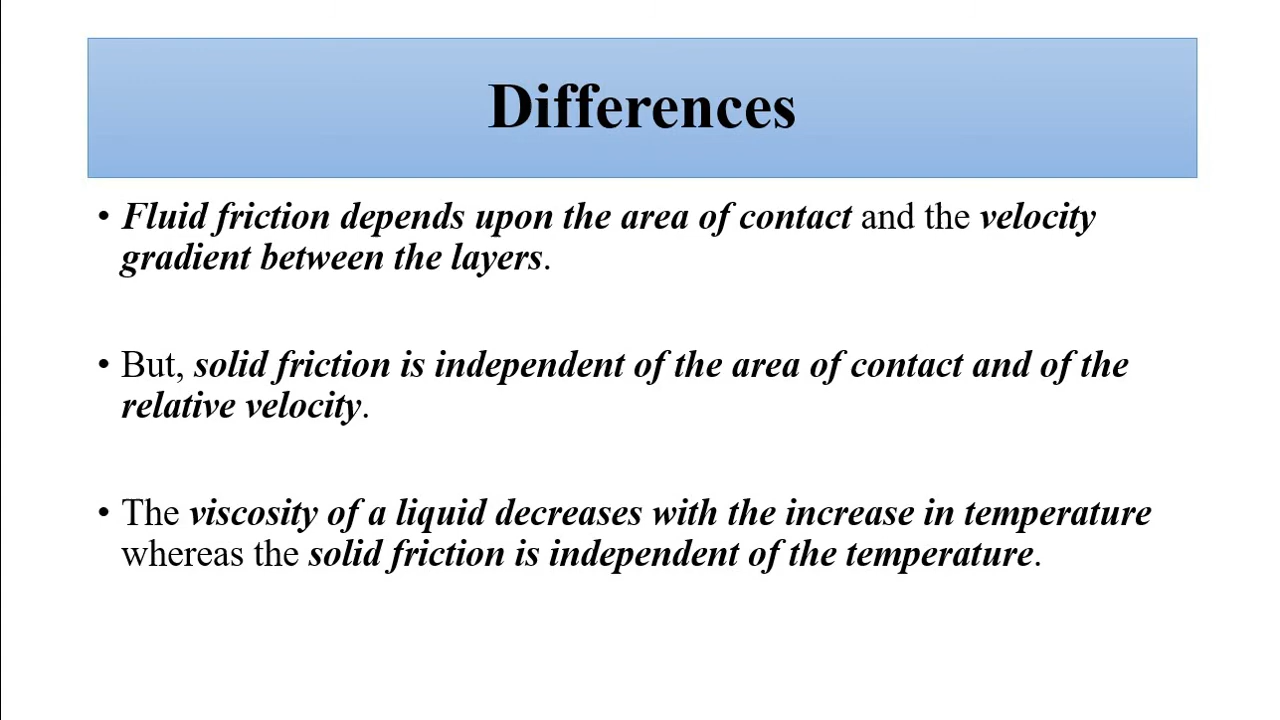 Differences
• Fluid friction depends upon the area of contact and the velocity
gradient between the layers.
• But, solid friction is independent of the area of contact and of the
relative velocity.
• The viscosity of a liquid decreases with the increase in temperature
whereas the solid friction is independent of the temperature.